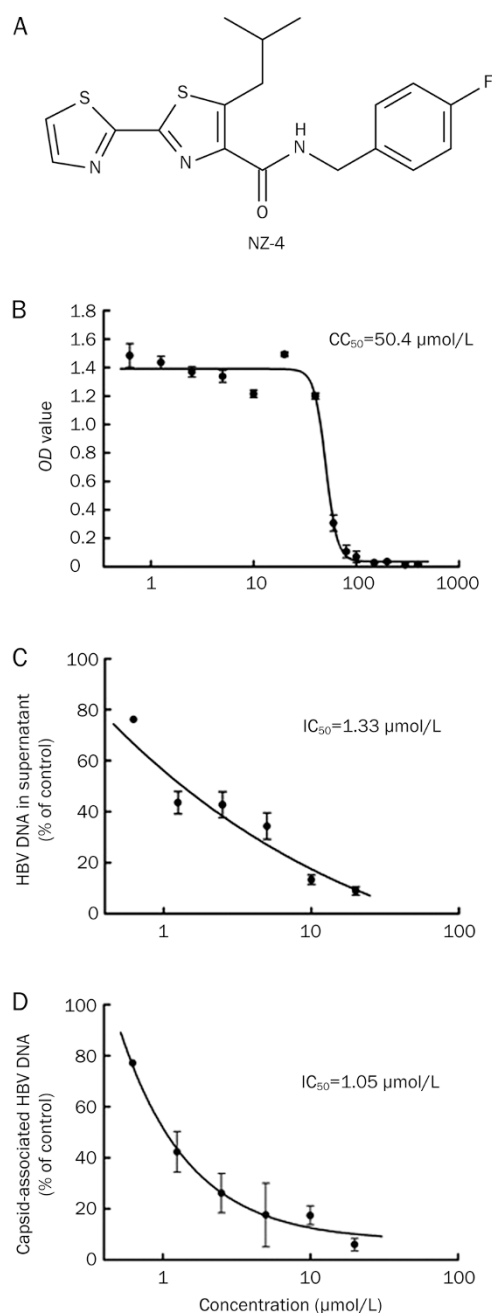 A
S
N
S
N
O
H
N
F
NZ-4
B
OD value
1.8
1.6
1.4
1.2
1.0
0.8
0.6
0.4
0.2
0
CC₅₀=50.4 μmol/L
1 10 100 1000
C
HBV DNA in supernatant
(% of control)
100
80
60
40
20
0
IC₅₀=1.33 μmol/L
1 10 100
D
Capsid-associated HBV DNA
(% of control)
100
80
60
40
20
0
IC₅₀=1.05 μmol/L
1 10 100
Concentration (μmol/L)